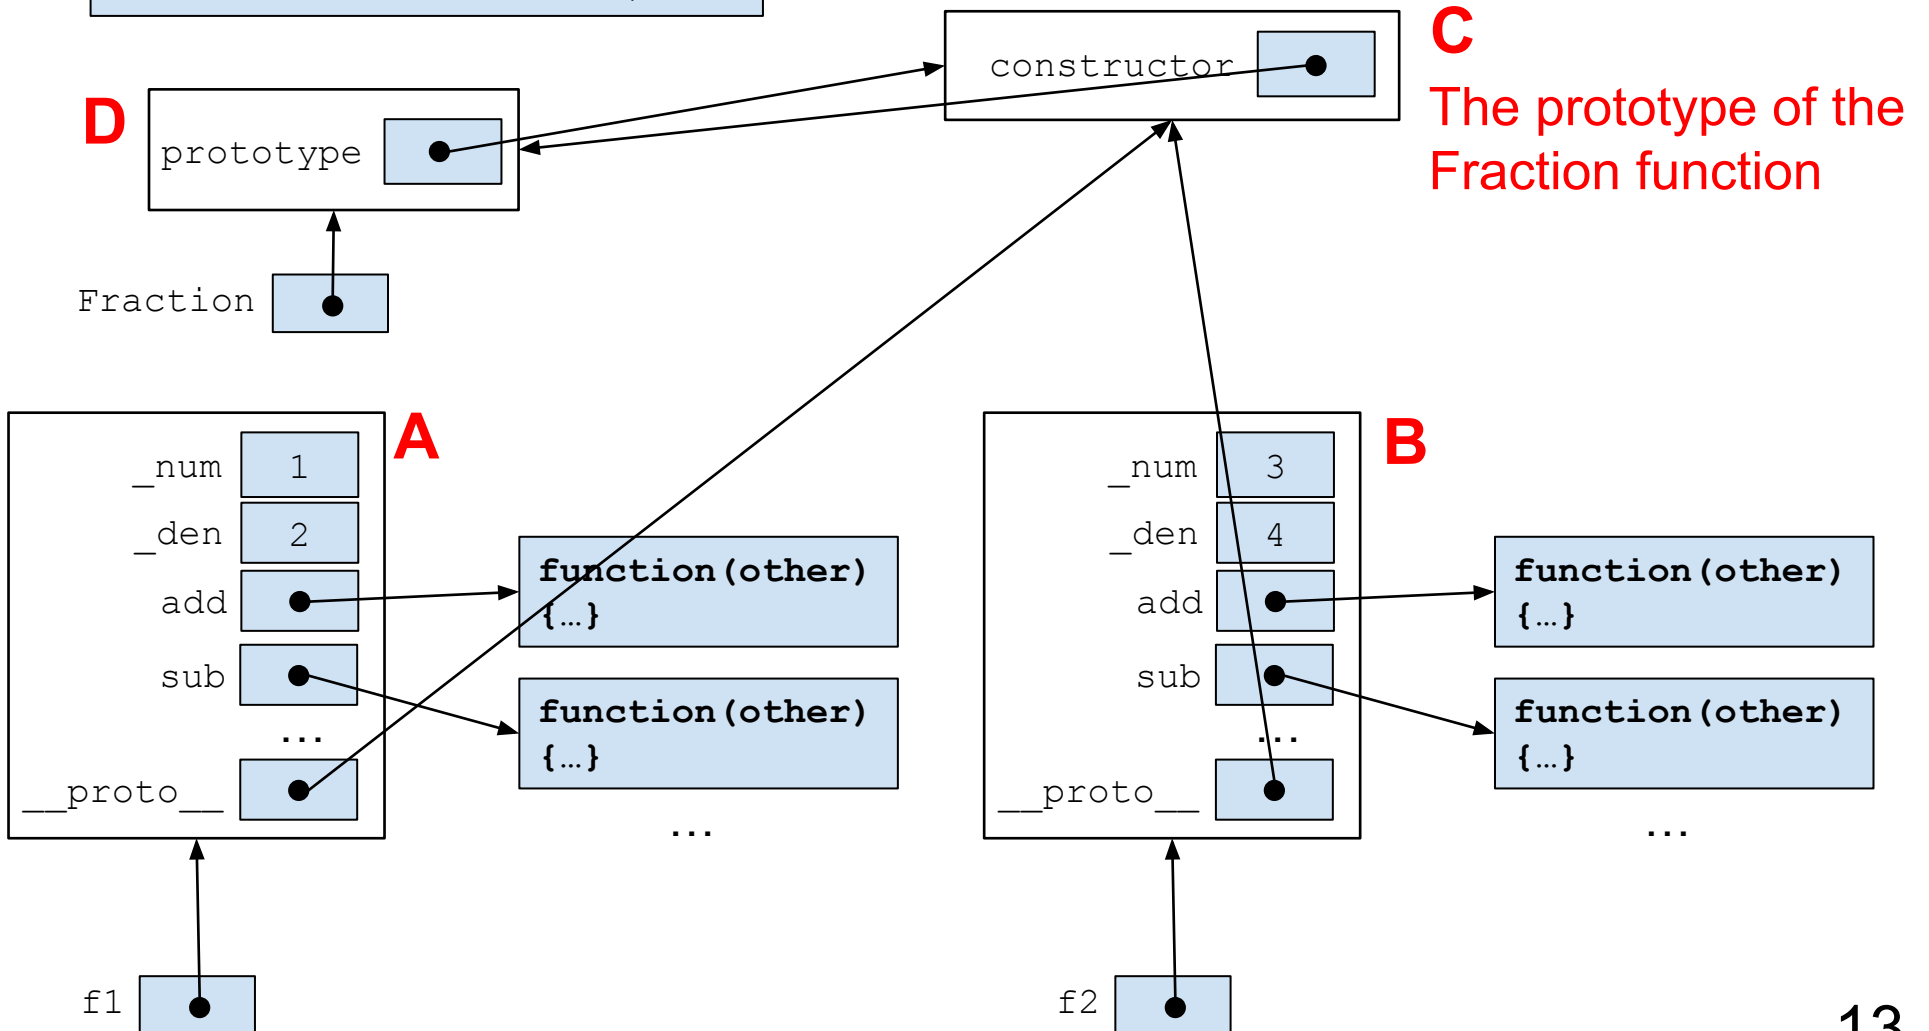 C
constructor
The prototype of the
Fraction function
D
prototype
Fraction
A
_num 1
_den 2
add
sub
...
__proto__
function(other)
{…}
function(other)
{…}
...
f1
B
_num 3
_den 4
add
sub
...
__proto__
function(other)
{…}
function(other)
{…}
...
f2
13